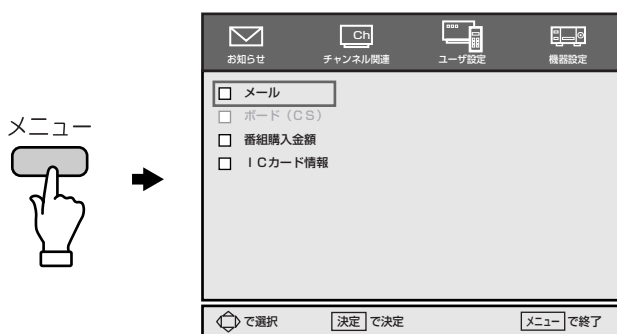 メニュー
Ch
お知らせ
チャンネル関連
ユーザ設定
機器設定
メール
ボード（CS）
番組購入金額
ICカード情報
で選択
決定 で決定
メニュー で終了